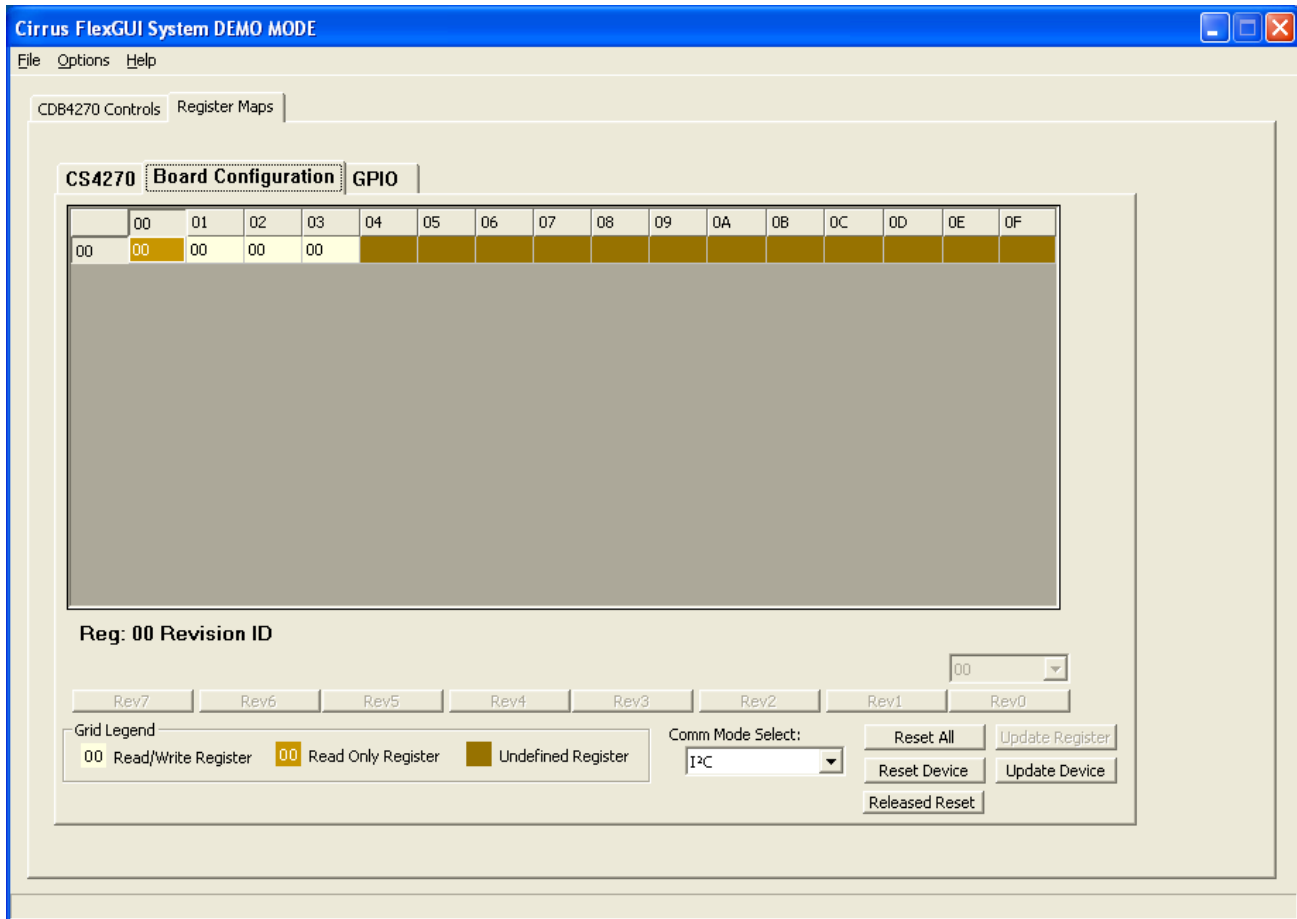 Cirrus FlexGUI System DEMO MODE
File Options Help
CDB4270 Controls Register Maps
CS4270 Board Configuration GPIO
00 01 02 03 04 05 06 07 08 09 0A 0B 0C 0D 0E 0F
00 00 00 00 00
Reg: 00 Revision ID
00
Rev7 Rev6 Rev5 Rev4 Rev3 Rev2 Rev1 Rev0
Grid Legend
00 Read/Write Register 00 Read Only Register Undefined Register
Comm Mode Select:
I²C
Reset All Update Register
Reset Device Update Device
Released Reset